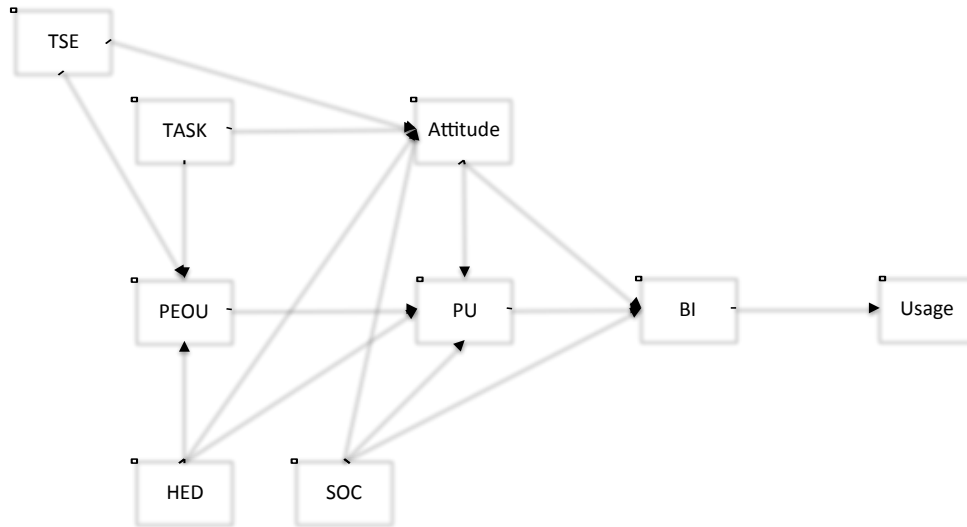 TSE
TASK
Attitude
PEOU
PU
BI
Usage
HED
SOC